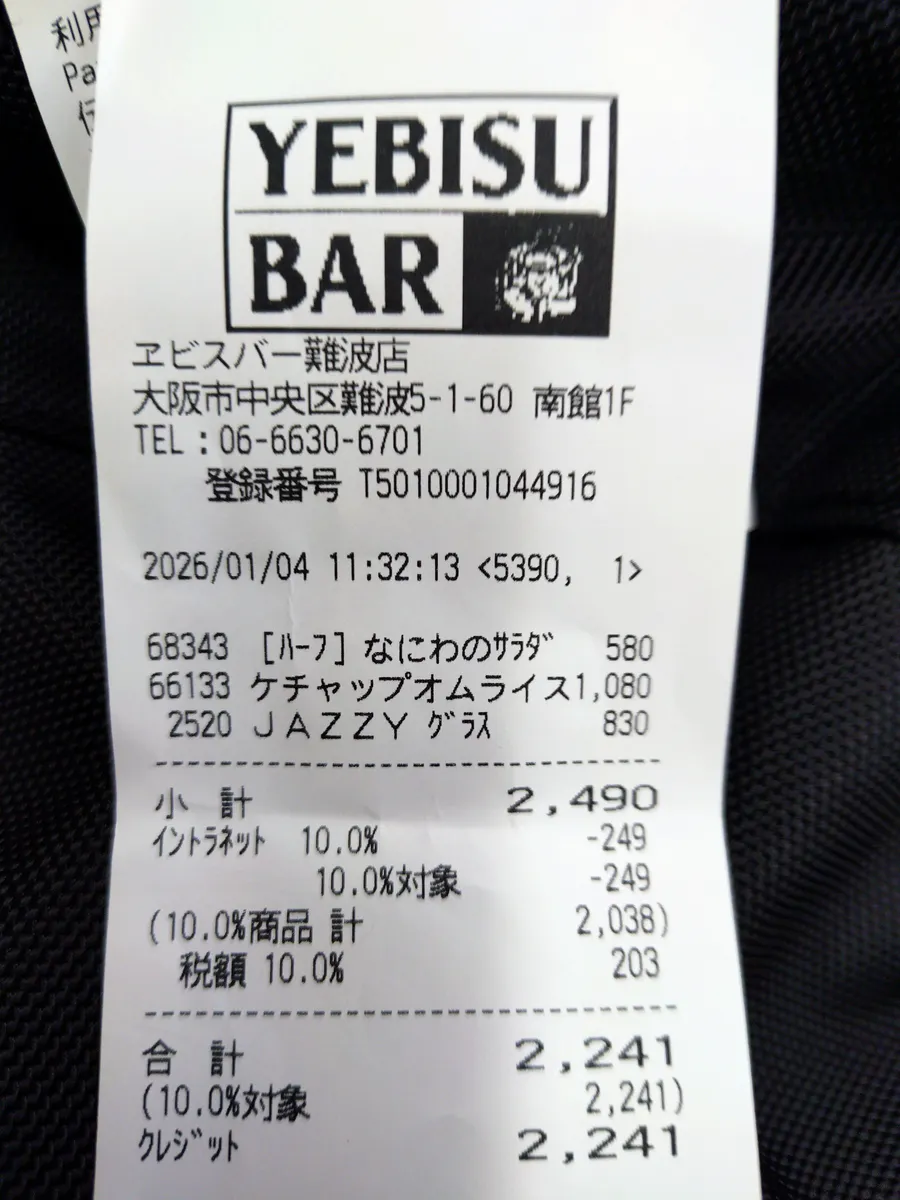 利用
Pa
YEBISU
BAR
ヱビスバー難波店
大阪市中央区難波5-1-60 南館1F
TEL:06-6630-6701
登録番号 T5010001044916
2026/01/04 11:32:13 <5390, 1>
68343 [ﾊｰﾌ] なにわのｻﾗﾀﾞ 580
66133 ケチャップオムライス1,080
2520 ＪＡＺＺＹ ｸﾞﾗｽ 830
小 計 2,490
ｲﾝﾄﾗﾈｯﾄ 10.0% -249
10.0%対象 -249
(10.0%商品 計 2,038)
税額 10.0% 203
合 計 2,241
(10.0%対象 2,241)
ｸﾚｼﾞｯﾄ 2,241